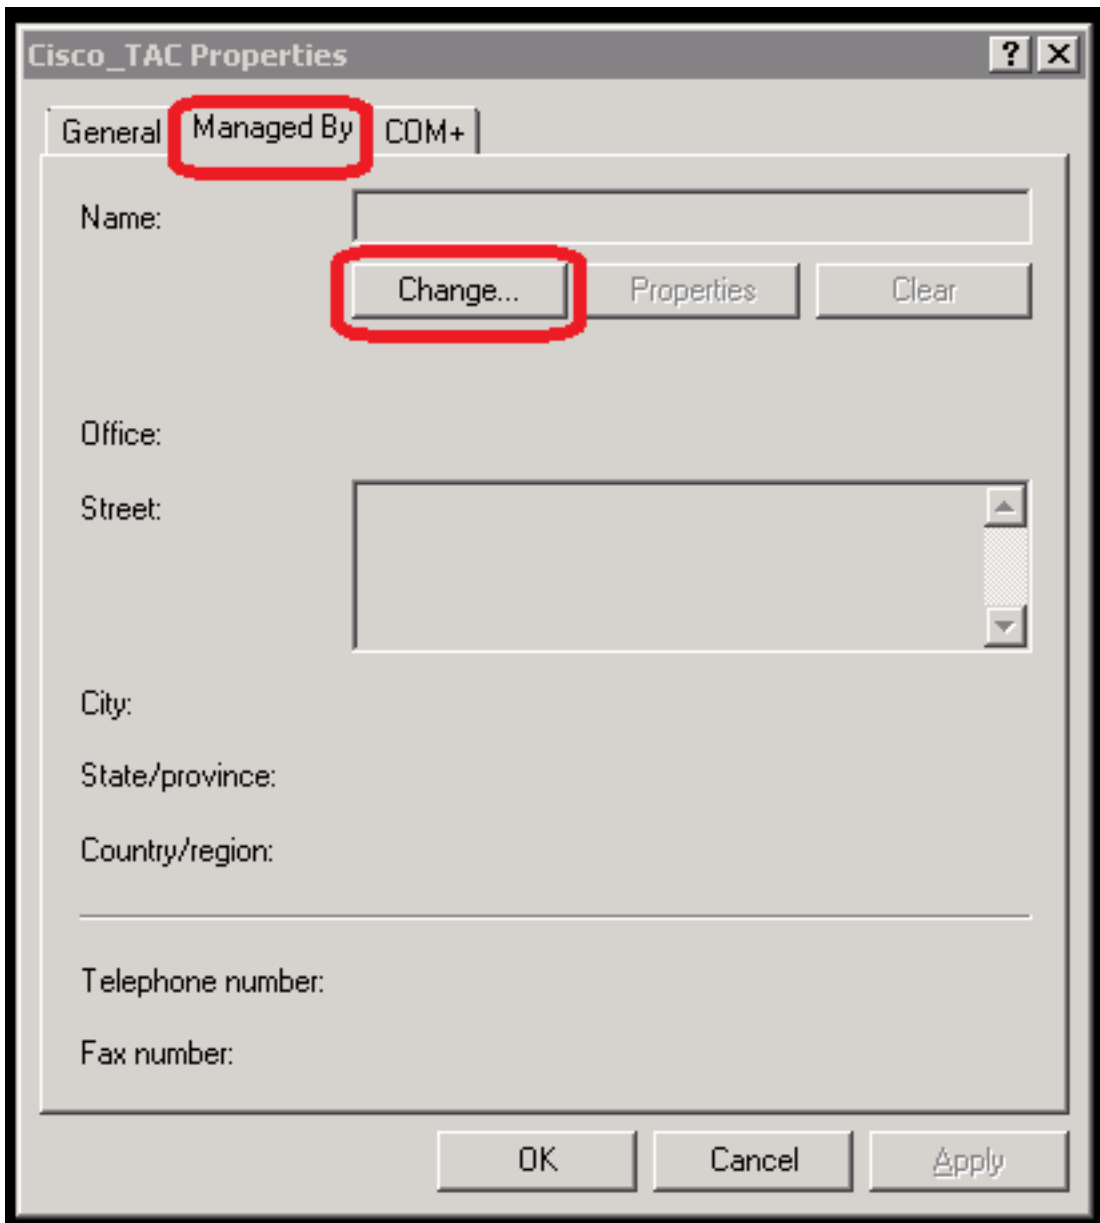 Cisco_TAC Properties
General Managed By COM+
Name:
Change... Properties Clear
Office:
Street:
City:
State/province:
Country/region:
Telephone number:
Fax number:
OK Cancel Apply